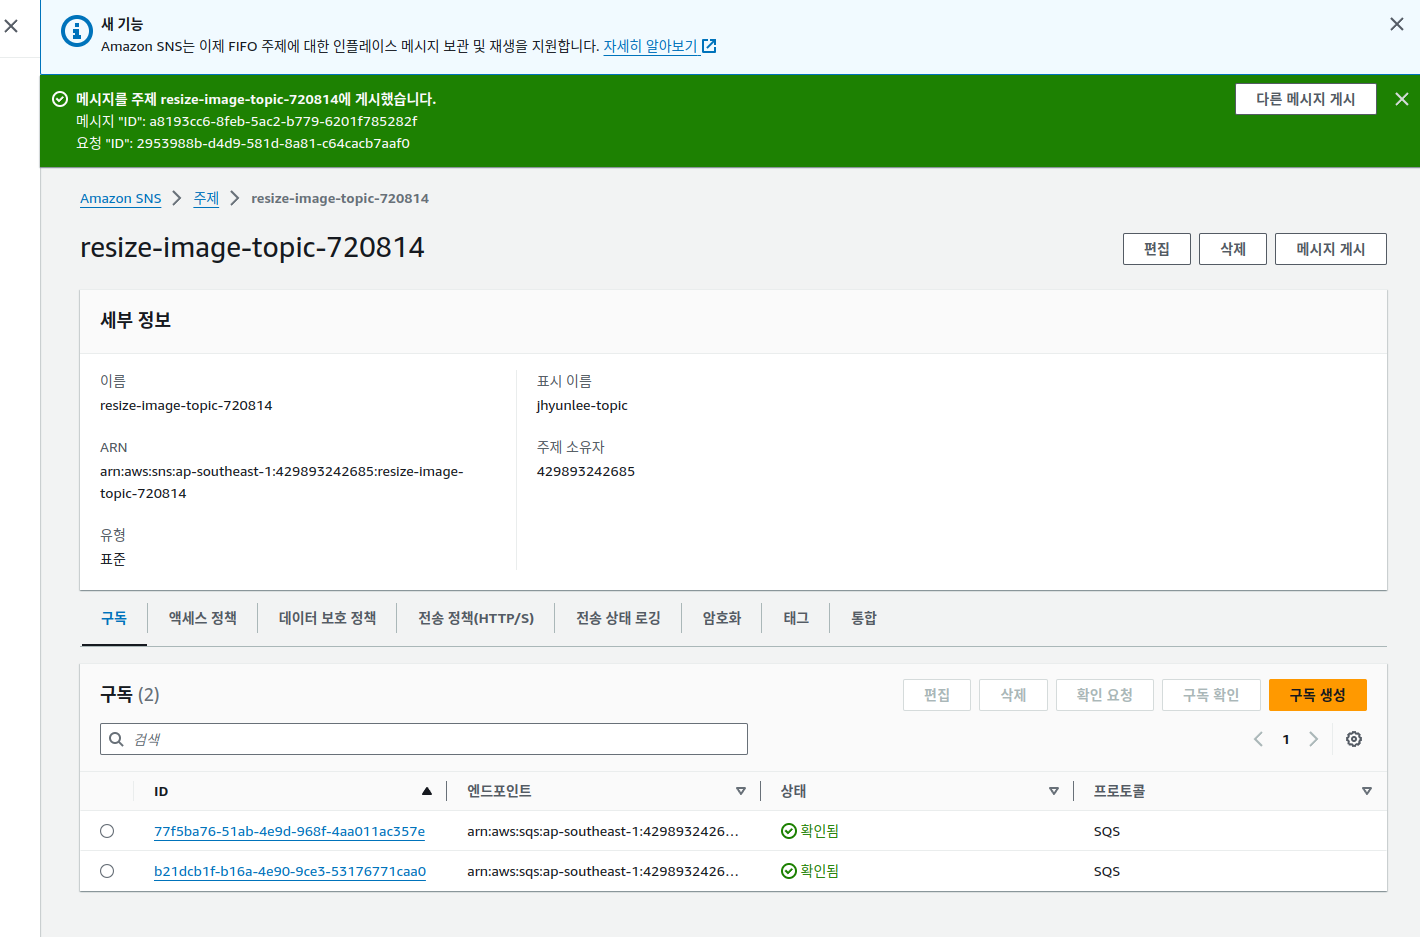 새 기능
Amazon SNS는 이제 FIFO 주제에 대한 인플레이스 메시지 보관 및 재생을 지원합니다. 자세히 알아보기
메시지를 주제 resize-image-topic-720814에 게시했습니다.
다른 메시지 게시
메시지 "ID": a8193cc6-8feb-5ac2-b779-6201f785282f
요청 "ID": 2953988b-d4d9-581d-8a81-c64cacb7aaf0
Amazon SNS 주제 resize-image-topic-720814
resize-image-topic-720814
편집 삭제 메시지 게시
세부 정보
이름
resize-image-topic-720814
ARN
arn:aws:sns:ap-southeast-1:429893242685:resize-image-
topic-720814
유형
표준
표시 이름
jhyunlee-topic
주제 소유자
429893242685
구독 액세스 정책 데이터 보호 정책 전송 정책(HTTP/S) 전송 상태 로깅 암호화 태그 통합
구독 (2)
편집 삭제 확인 요청 구독 확인 구독 생성
검색
1
ID 엔드포인트 상태 프로토콜
77f5ba76-51ab-4e9d-968f-4aa011ac357e arn:aws:sqs:ap-southeast-1:4298932426... 확인됨 SQS
b21dcb1f-b16a-4e90-9ce3-53176771caa0 arn:aws:sqs:ap-southeast-1:4298932426... 확인됨 SQS